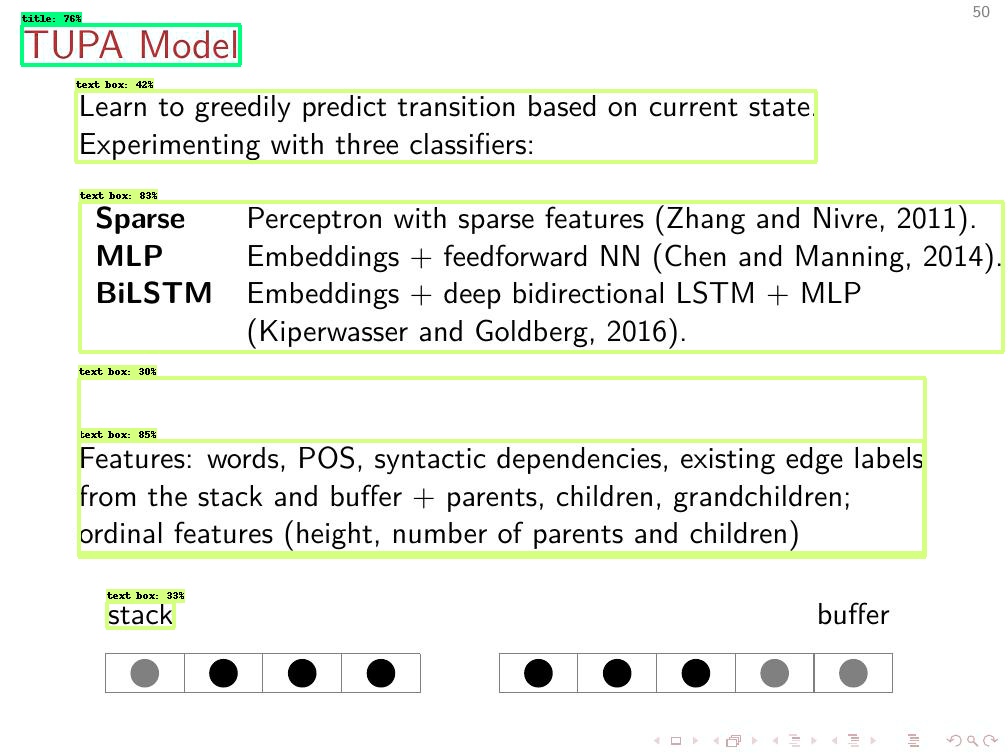 50
title: 76%
TUPA Model
text box: 42%
Learn to greedily predict transition based on current state.
Experimenting with three classifiers:
text box: 83%
Sparse Perceptron with sparse features (Zhang and Nivre, 2011).
MLP Embeddings + feedforward NN (Chen and Manning, 2014).
BiLSTM Embeddings + deep bidirectional LSTM + MLP
(Kiperwasser and Goldberg, 2016).
text box: 30%
text box: 85%
Features: words, POS, syntactic dependencies, existing edge labels
from the stack and buffer + parents, children, grandchildren;
ordinal features (height, number of parents and children)
text box: 33%
stack buffer